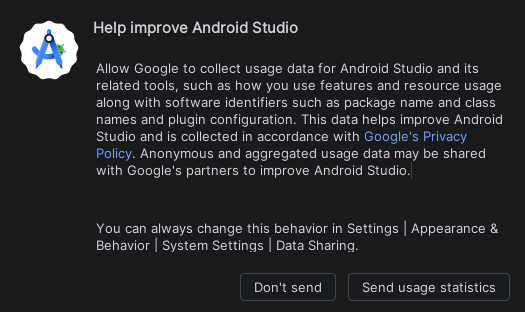 Help improve Android Studio
Allow Google to collect usage data for Android Studio and its
related tools, such as how you use features and resource usage
along with software identifiers such as package name and class
names and plugin configuration. This data helps improve Android
Studio and is collected in accordance with Google's Privacy
Policy. Anonymous and aggregated usage data may be shared
with Google's partners to improve Android Studio.
You can always change this behavior in Settings | Appearance &
Behavior | System Settings | Data Sharing.
Don't send
Send usage statistics